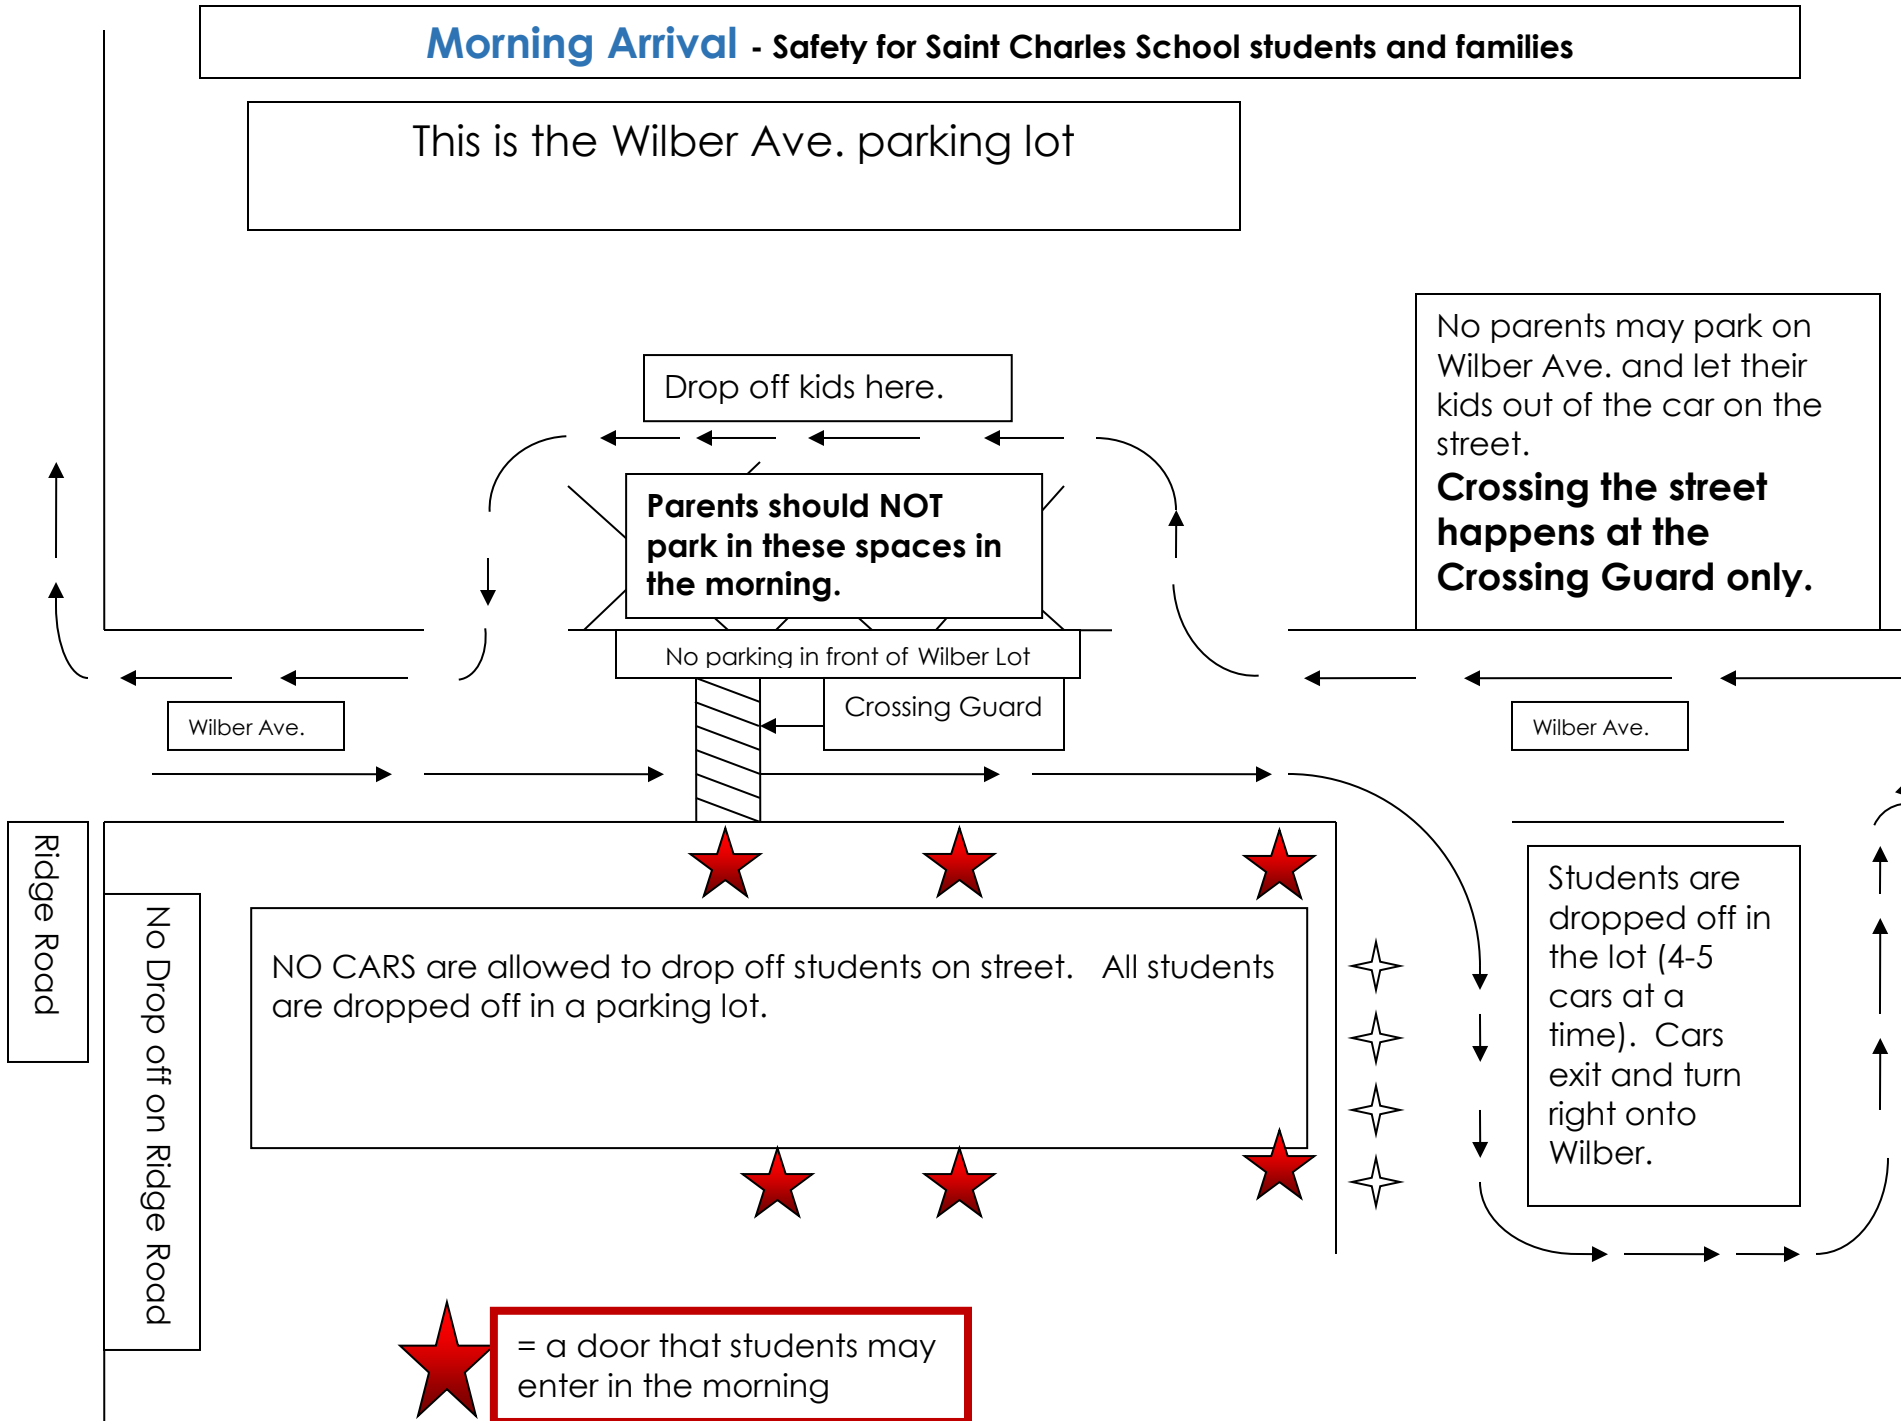 Morning Arrival - Safety for Saint Charles School students and families
This is the Wilber Ave. parking lot
No parents may park on
Wilber Ave. and let their
kids out of the car on the
street.
Crossing the street
happens at the
Crossing Guard only.
Drop off kids here.
Parents should NOT
park in these spaces in
the morning.
No parking in front of Wilber Lot
Crossing Guard
Wilber Ave.
Wilber Ave.
Ridge Road
No Drop off on Ridge Road
NO CARS are allowed to drop off students on street. All students
are dropped off in a parking lot.
Students are
dropped off in
the lot (4-5
cars at a
time). Cars
exit and turn
right onto
Wilber.
= a door that students may
enter in the morning